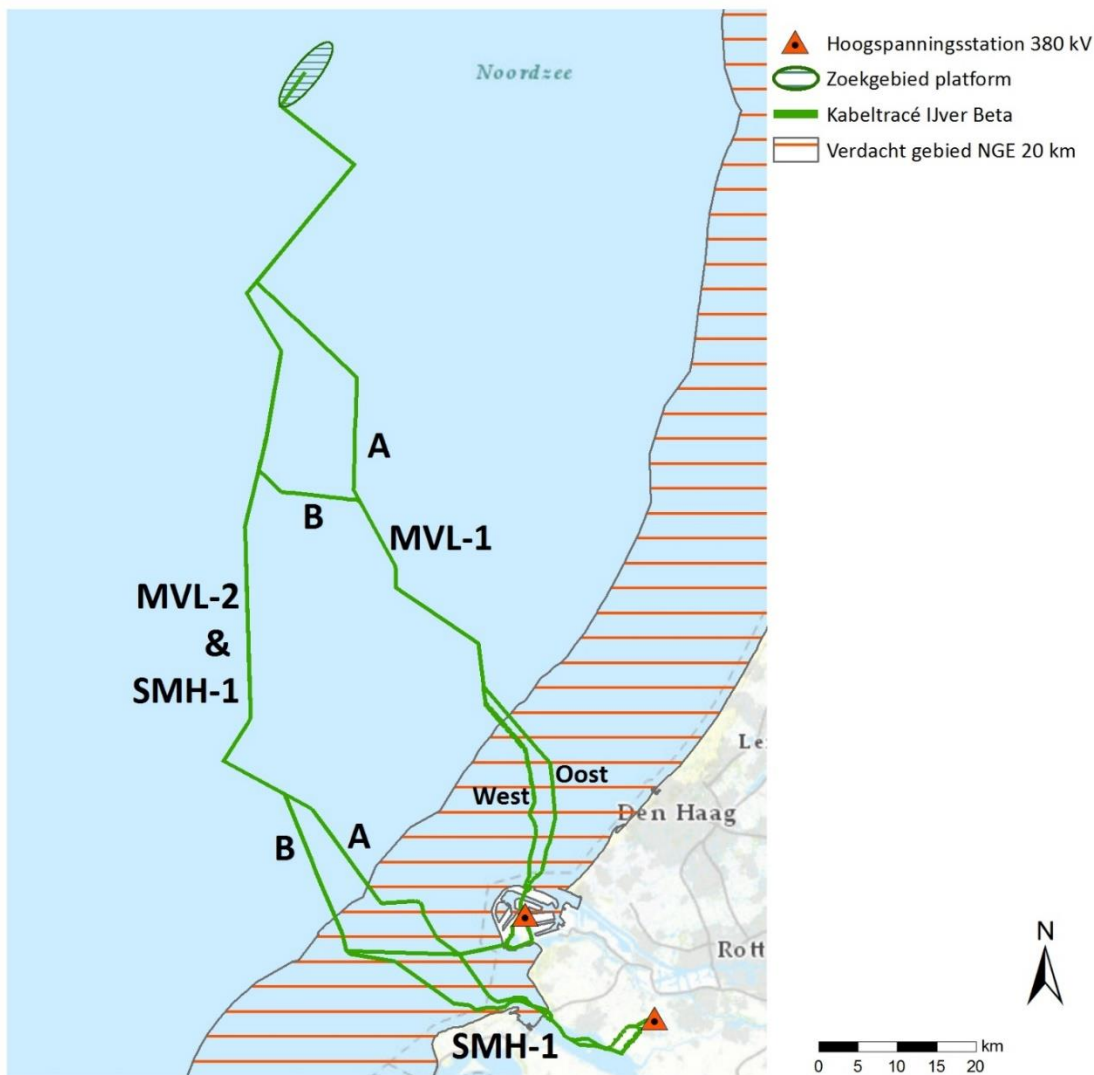 Noordzee
Hoogspanningsstation 380 kV
Zoekgebied platform
Kabeltracé IJver Beta
Verdacht gebied NGE 20 km
A
B
MVL-1
MVL-2
&
SMH-1
Le
Oost
West
Den Haag
A
B
Rott
N
SMH-1
km
0 5 10 15 20